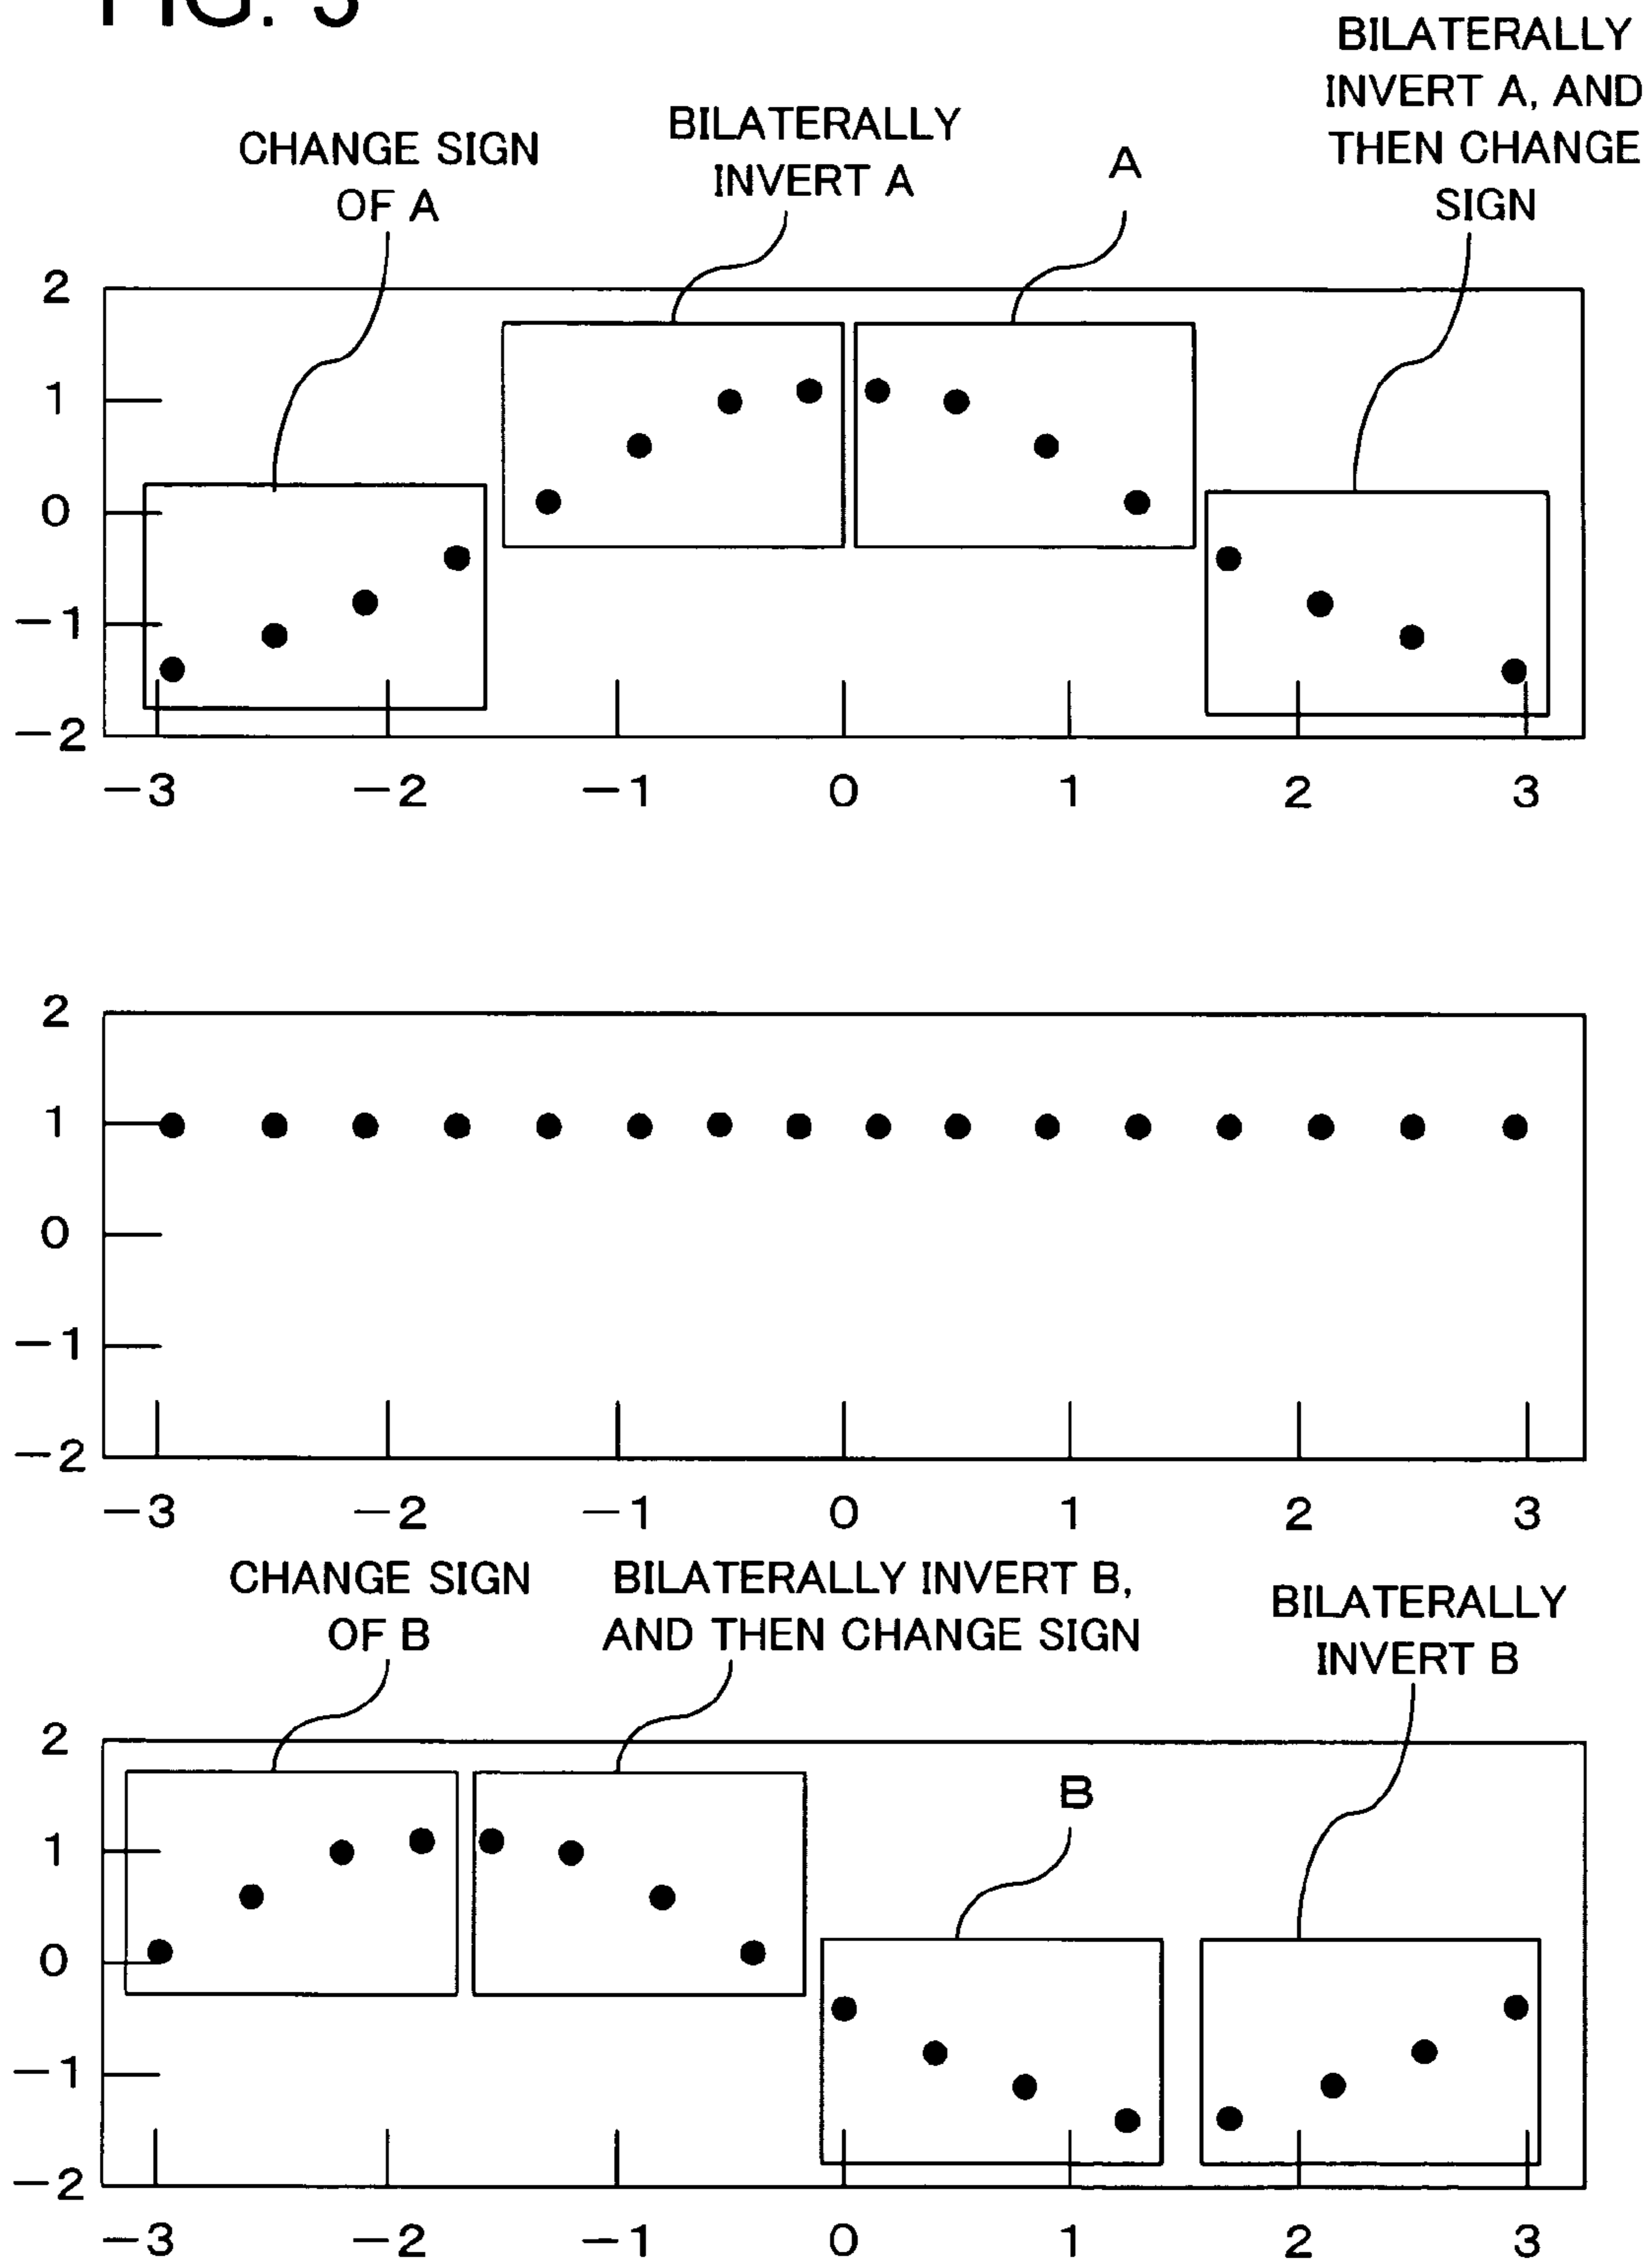 BILATERALLY
INVERT A, AND
THEN CHANGE
SIGN
BILATERALLY
INVERT A
CHANGE SIGN
OF A
A
2
1
0
−1
−2
−3 −2 −1 0 1 2 3
2
1
0
−1
−2
−3 −2 −1 0 1 2 3
CHANGE SIGN
OF B
BILATERALLY INVERT B,
AND THEN CHANGE SIGN
BILATERALLY
INVERT B
B
2
1
0
−1
−2
−3 −2 −1 0 1 2 3